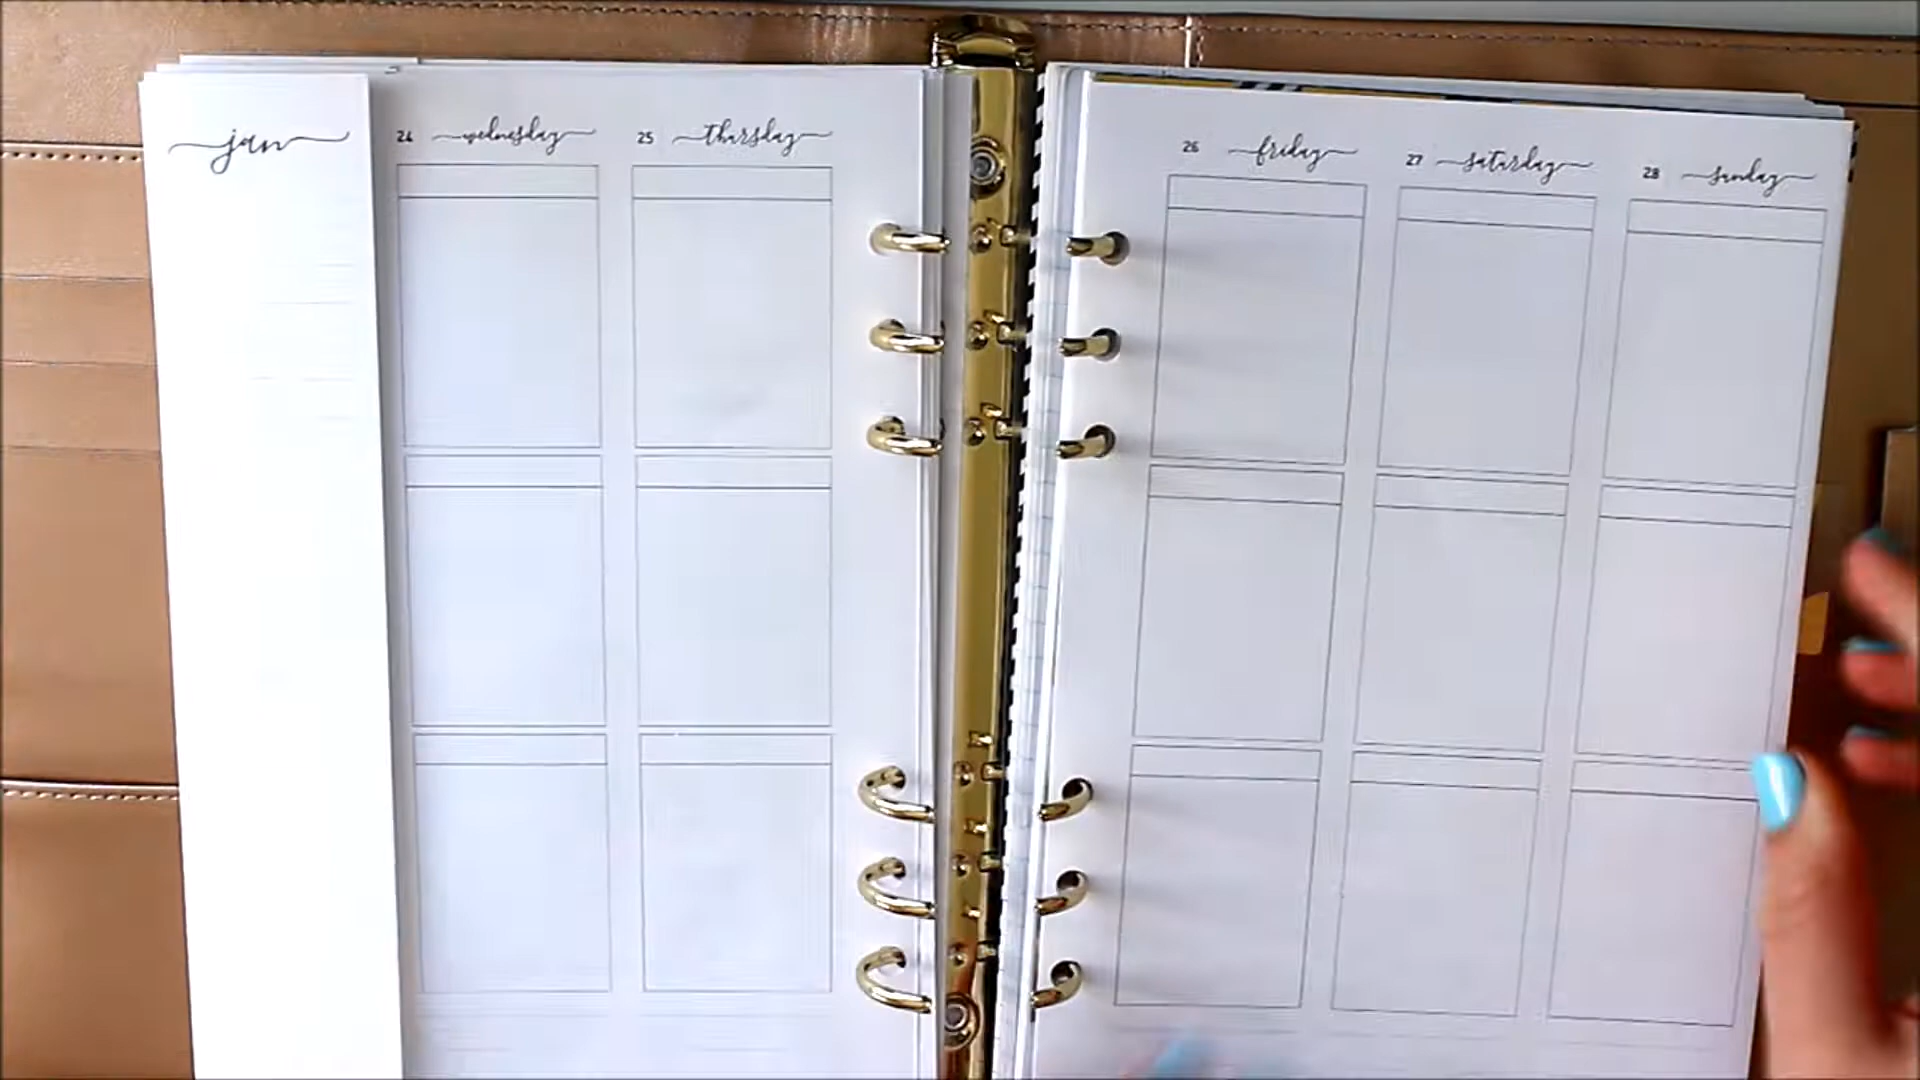 jan
24 wednesday
25 thursday
26 friday
27 saturday
28 sunday